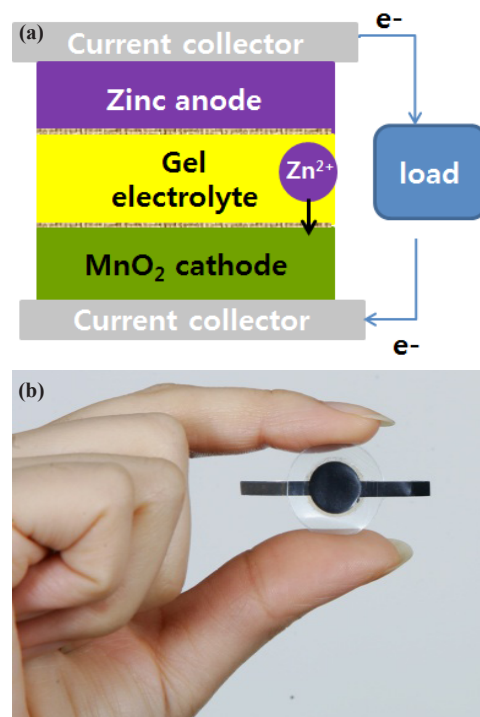 (a)
Current collector
e-
Zinc anode
Gel
electrolyte
Zn²⁺
load
MnO₂ cathode
Current collector
e-
(b)